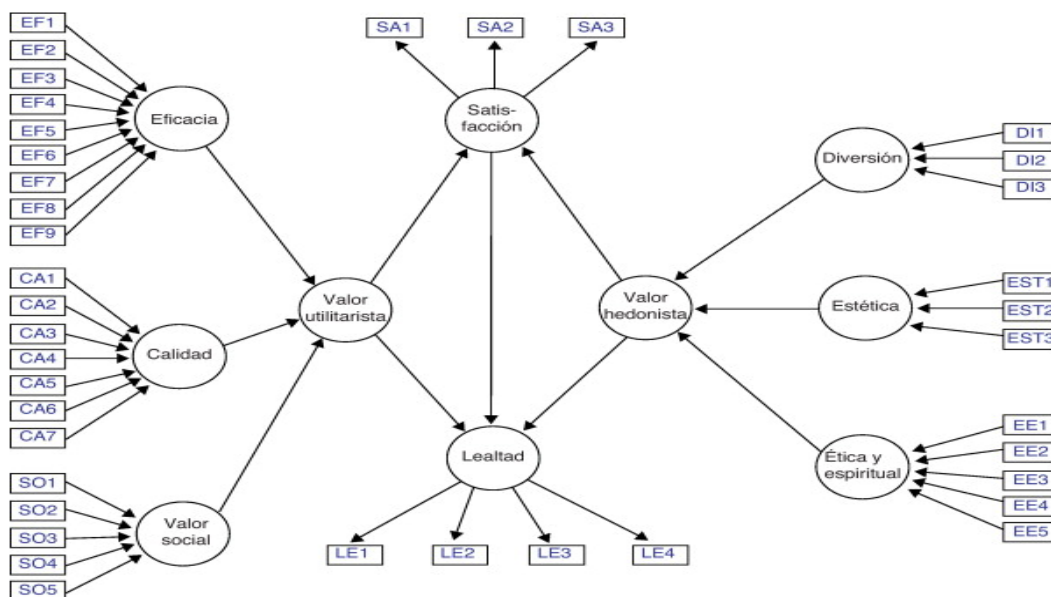 EF1
EF2
EF3
EF4
EF5
EF6
EF7
EF8
EF9
Eficacia
CA1
CA2
CA3
CA4
CA5
CA6
CA7
Calidad
SO1
SO2
SO3
SO4
SO5
Valor
social
Valor
utilitarista
SA1
SA2
SA3
Satis-
facción
Lealtad
LE1
LE2
LE3
LE4
Valor
hedonista
Diversión
DI1
DI2
DI3
Estética
EST1
EST2
EST3
Ética y
espiritual
EE1
EE2
EE3
EE4
EE5